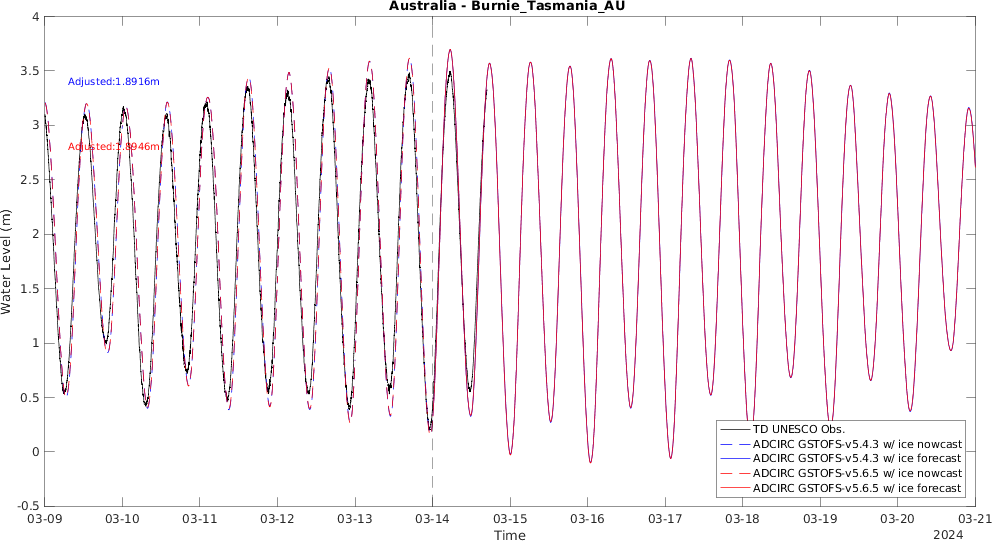 Australia - Burnie_Tasmania_AU
Water Level (m)
4
3.5
3
2.5
2
1.5
1
0.5
0
-0.5
Adjusted:1.8916m
Adjusted:1.8946m
TD UNESCO Obs.
ADCIRC GSTOFS-v5.4.3 w/ ice nowcast
ADCIRC GSTOFS-v5.4.3 w/ ice forecast
ADCIRC GSTOFS-v5.6.5 w/ ice nowcast
ADCIRC GSTOFS-v5.6.5 w/ ice forecast
03-09 03-10 03-11 03-12 03-13 03-14 03-15 03-16 03-17 03-18 03-19 03-20 03-21
Time
2024